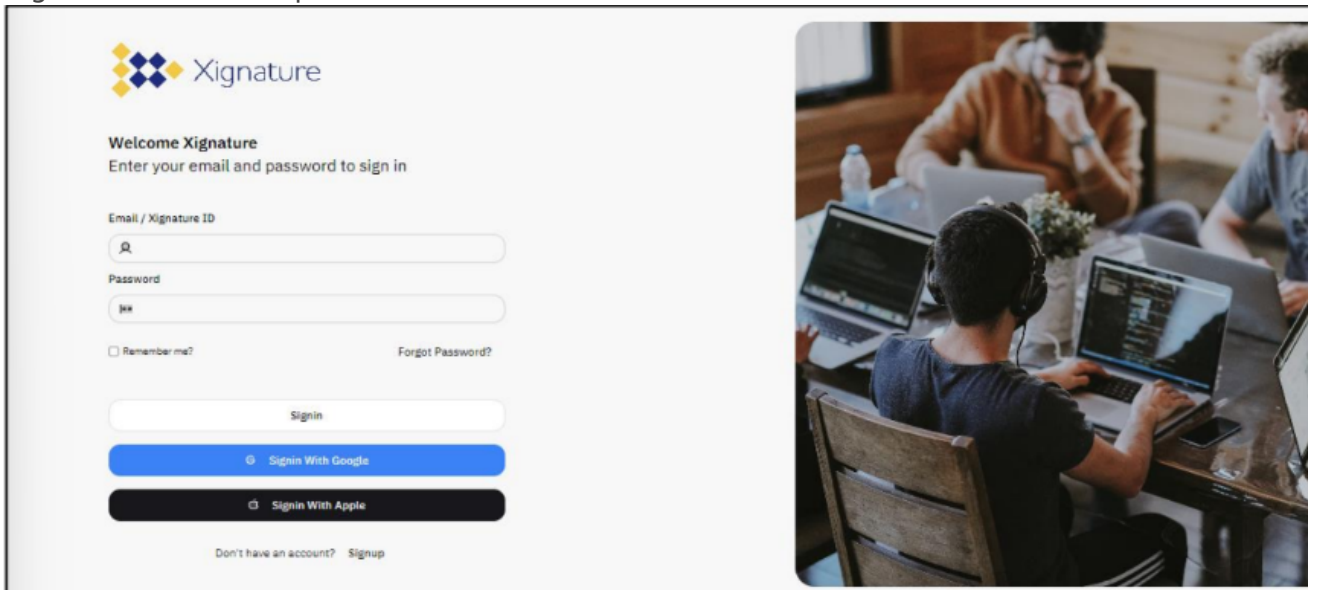 Xignature
Welcome Xignature
Enter your email and password to sign in
Email / Xignature ID
Password
Remember me?
Forgot Password?
Signin
G Signin With Google
Signin With Apple
Don't have an account? Signup